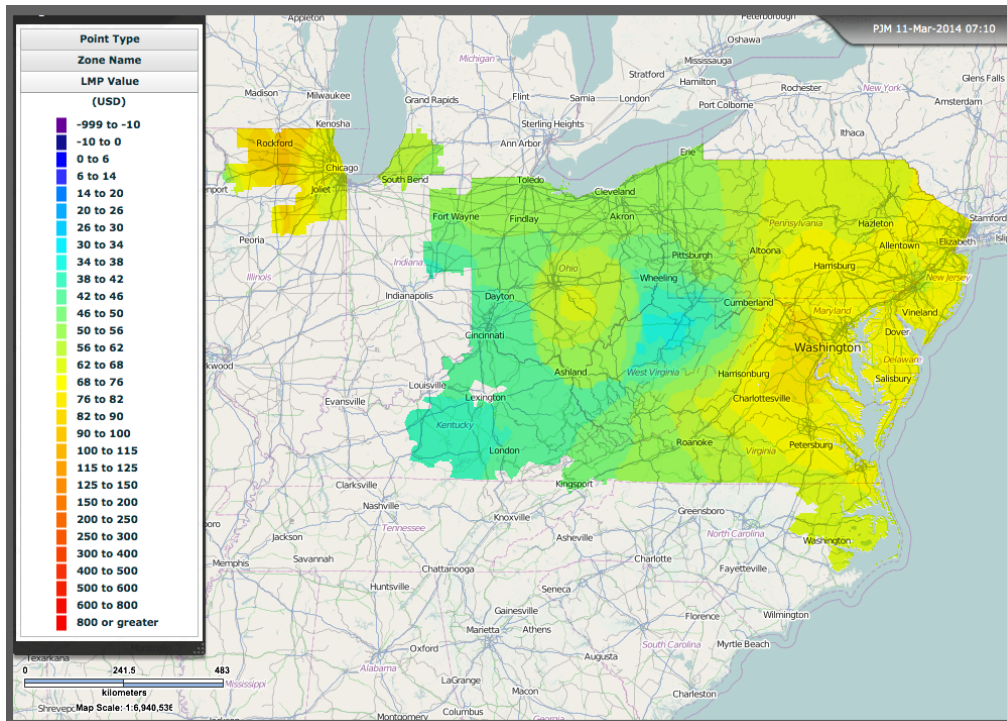 Point Type
Zone Name
LMP Value
(USD)
-999 to -10
-10 to 0
0 to 6
6 to 14
14 to 20
20 to 26
26 to 30
30 to 34
34 to 38
38 to 42
42 to 46
46 to 50
50 to 56
56 to 62
62 to 68
68 to 76
76 to 82
82 to 90
90 to 100
100 to 115
115 to 125
125 to 150
150 to 200
200 to 250
250 to 300
300 to 400
400 to 500
500 to 600
600 to 800
800 or greater
PJM 11-Mar-2014 07:10
Appleton
Peterborough
Oshawa
Michigan
Mississauga
Stratford
Hamilton
Rochester
Glens Falls
Madison
Milwaukee
Grand Rapids
Flint
Sarnia
London
Port Colborne
New York
Amsterdam
Kenosha
Sterling Heights
Ithaca
Rockford
Ann Arbor
Chicago
Erie
South Bend
Toledo
Cleveland
Joliet
Fort Wayne
Findlay
Akron
Pennsylvania
Hazleton
Stamford
Peoria
Allentown
Elizabeth
Pittsburgh
Altoona
Harrisburg
Indiana
Ohio
Wheeling
Illinois
New Jersey
Indianapolis
Dayton
Cumberland
Maryland
Vineland
Cincinnati
Dover
Washington
Delaware
Ashland
West Virginia
Harrisonburg
Salisbury
Louisville
Evansville
Lexington
Charlottesville
Kentucky
Roanoke
Petersburg
London
Virginia
Clarksville
Kingsport
Nashville
Greensboro
Knoxville
Tennessee
Jackson
Asheville
North Carolina
Washington
Memphis
Savannah
Charlotte
Chattanooga
Fayetteville
Huntsville
Seneca
Gainesville
Wilmington
Marietta
Athens
Florence
Oxford
South Carolina
Myrtle Beach
Texarkana
Augusta
Alabama
LaGrange
Mississippi
Macon
Charleston
Montgomery
Columbus
Georgia
0
241.5
483
kilometers
Map Scale: 1:6,940,536